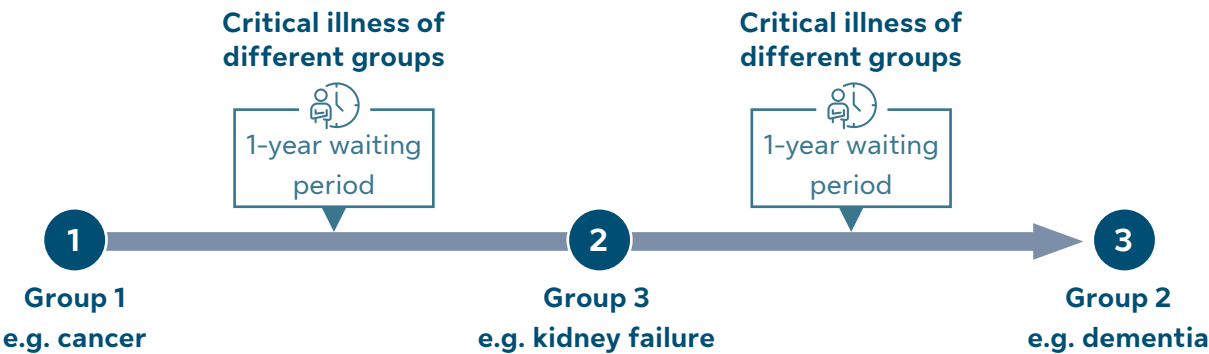 Critical illness of
different groups
1-year waiting
period
Critical illness of
different groups
1-year waiting
period
1
Group 1
e.g. cancer
2
Group 3
e.g. kidney failure
3
Group 2
e.g. dementia